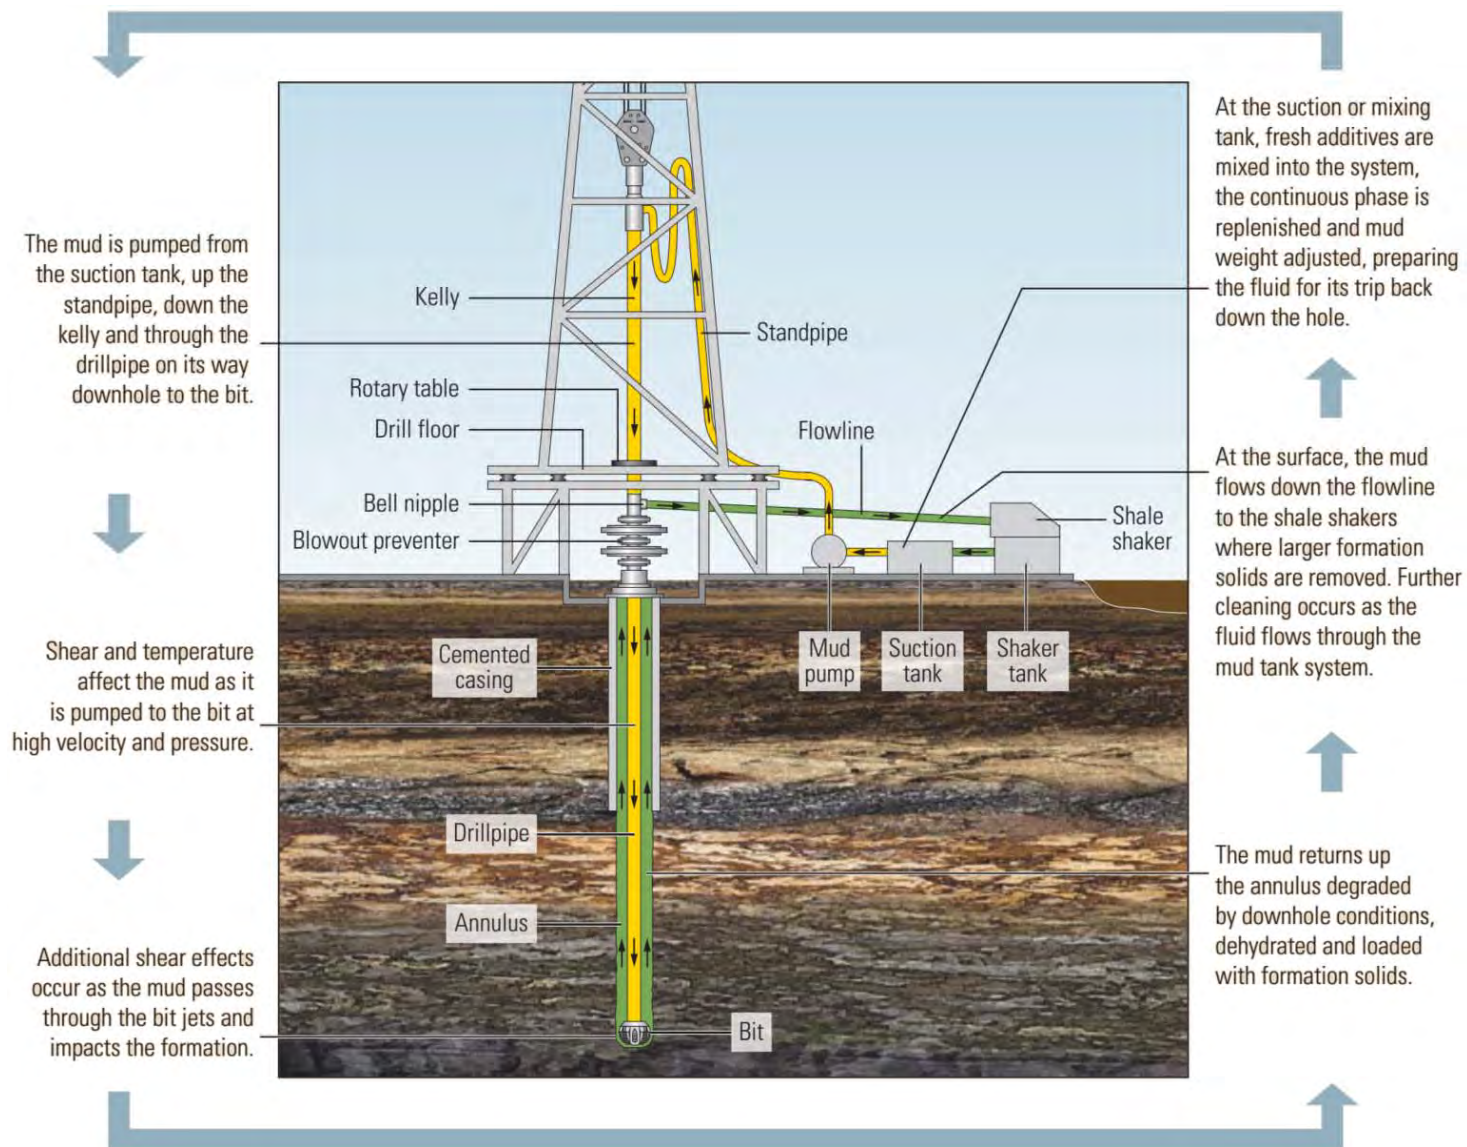 The mud is pumped from
the suction tank, up the
standpipe, down the
kelly and through the
drillpipe on its way
downhole to the bit.
Shear and temperature
affect the mud as it
is pumped to the bit at
high velocity and pressure.
Additional shear effects
occur as the mud passes
through the bit jets and
impacts the formation.
Kelly
Standpipe
Rotary table
Drill floor
Flowline
Bell nipple
Blowout preventer
Shale
shaker
Mud
pump
Suction
tank
Shaker
tank
Cemented
casing
Drillpipe
Annulus
Bit
At the suction or mixing
tank, fresh additives are
mixed into the system,
the continuous phase is
replenished and mud
weight adjusted, preparing
the fluid for its trip back
down the hole.
At the surface, the mud
flows down the flowline
to the shale shakers
where larger formation
solids are removed. Further
cleaning occurs as the
fluid flows through the
mud tank system.
The mud returns up
the annulus degraded
by downhole conditions,
dehydrated and loaded
with formation solids.